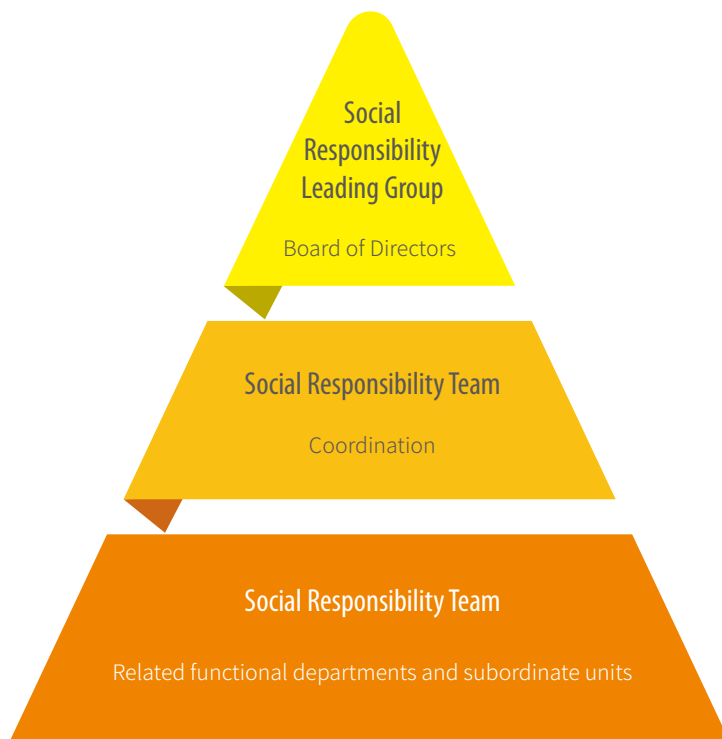 Social
Responsibility
Leading Group
Board of Directors
Social Responsibility Team
Coordination
Social Responsibility Team
Related functional departments and subordinate units